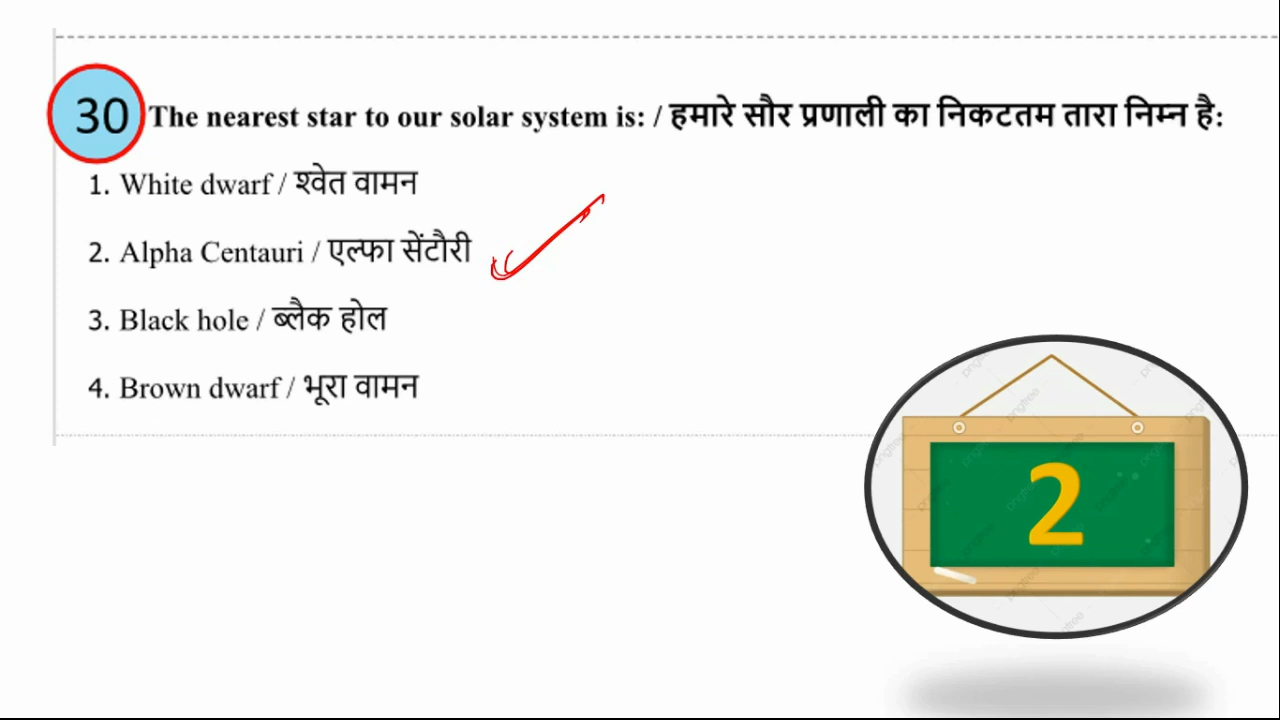 30 The nearest star to our solar system is: / हमारे सौर प्रणाली का निकटतम तारा निम्न है:
1. White dwarf / श्वेत वामन
2. Alpha Centauri / एल्फा सेंटौरी
3. Black hole / ब्लैक होल
4. Brown dwarf / भूरा वामन
2